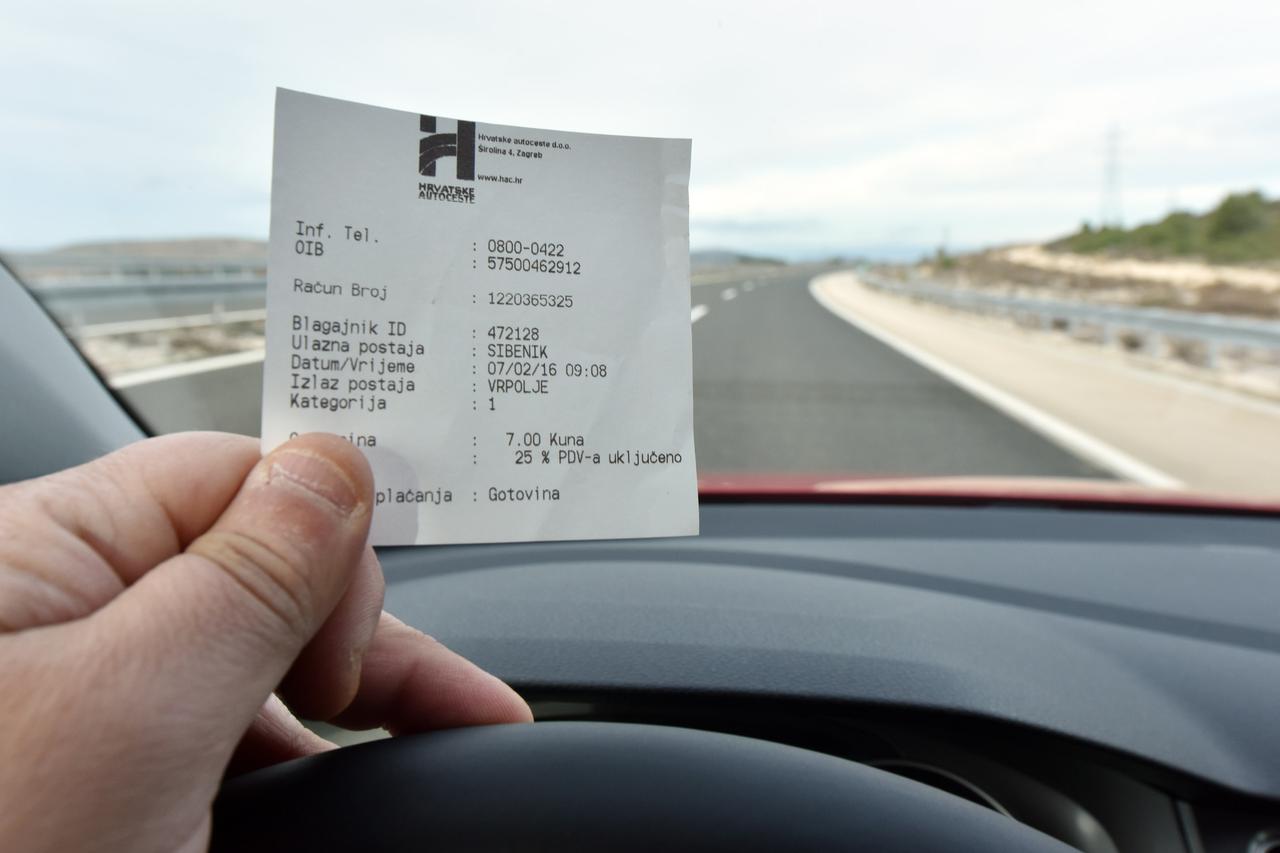 Hrvatske autoceste d.o.o.
Širolina 4, Zagreb
www.hac.hr
HRVATSKE
AUTOCESTE
Inf. Tel. : 0800-0422
OIB : 57500462912
Račun Broj : 1220365325
Blagajnik ID : 472128
Ulazna postaja : SIBENIK
Datum/Vrijeme : 07/02/16 09:08
Izlaz postaja : VRPOLJE
Kategorija : 1
: 7.00 Kuna
: 25 % PDV-a uključeno
plaćanja : Gotovina